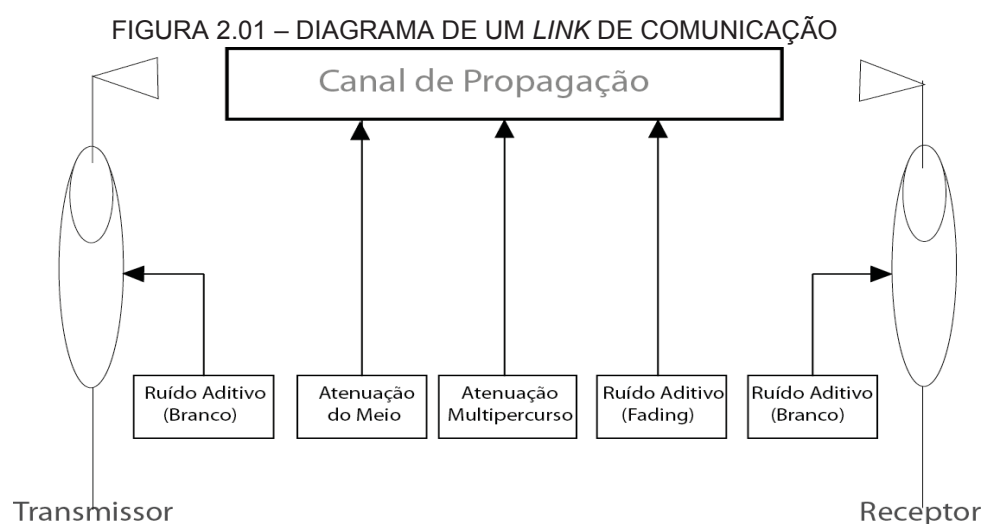 FIGURA 2.01 – DIAGRAMA DE UM LINK DE COMUNICAÇÃO
Canal de Propagação
Ruído Aditivo
(Branco)
Atenuação
do Meio
Atenuação
Multipercurso
Ruído Aditivo
(Fading)
Ruído Aditivo
(Branco)
Transmissor
Receptor